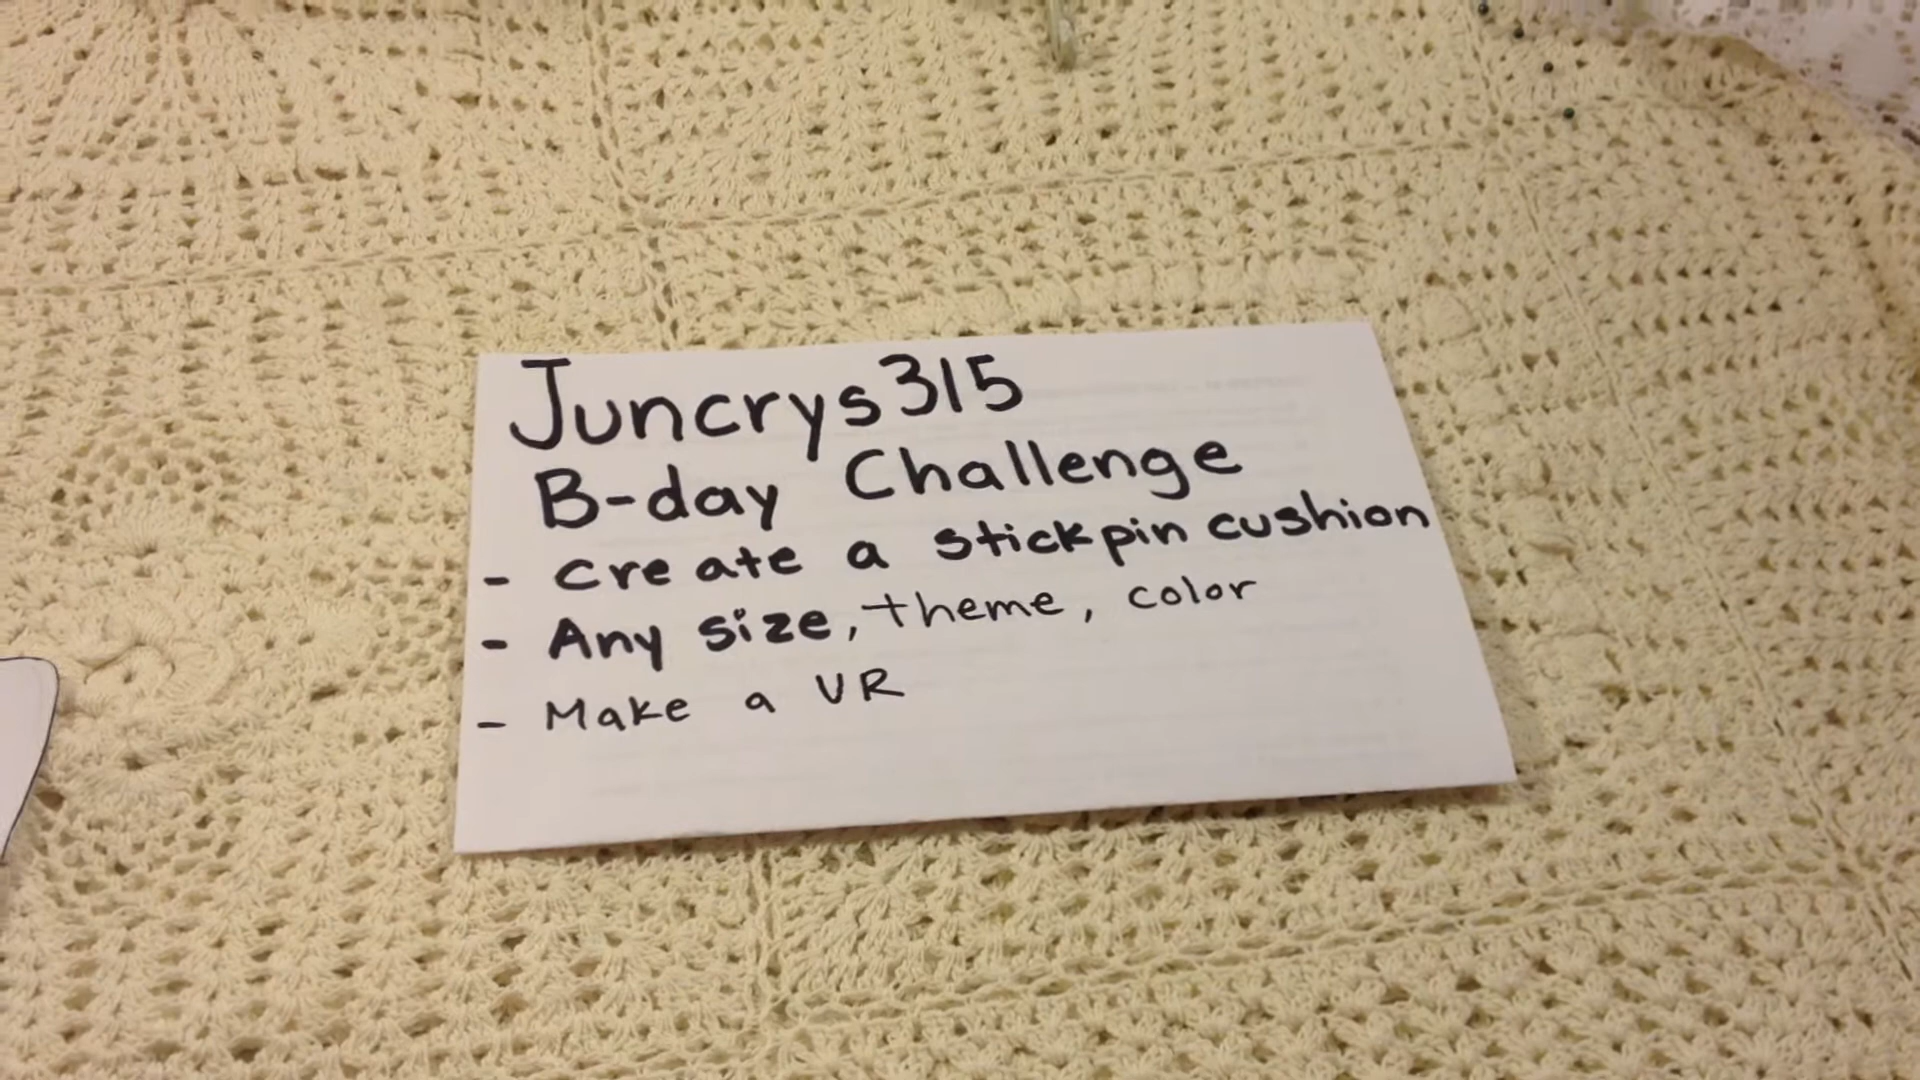 Juncrys315
B-day Challenge
- create a stickpin cushion
- Any size, theme, color
- Make a VR